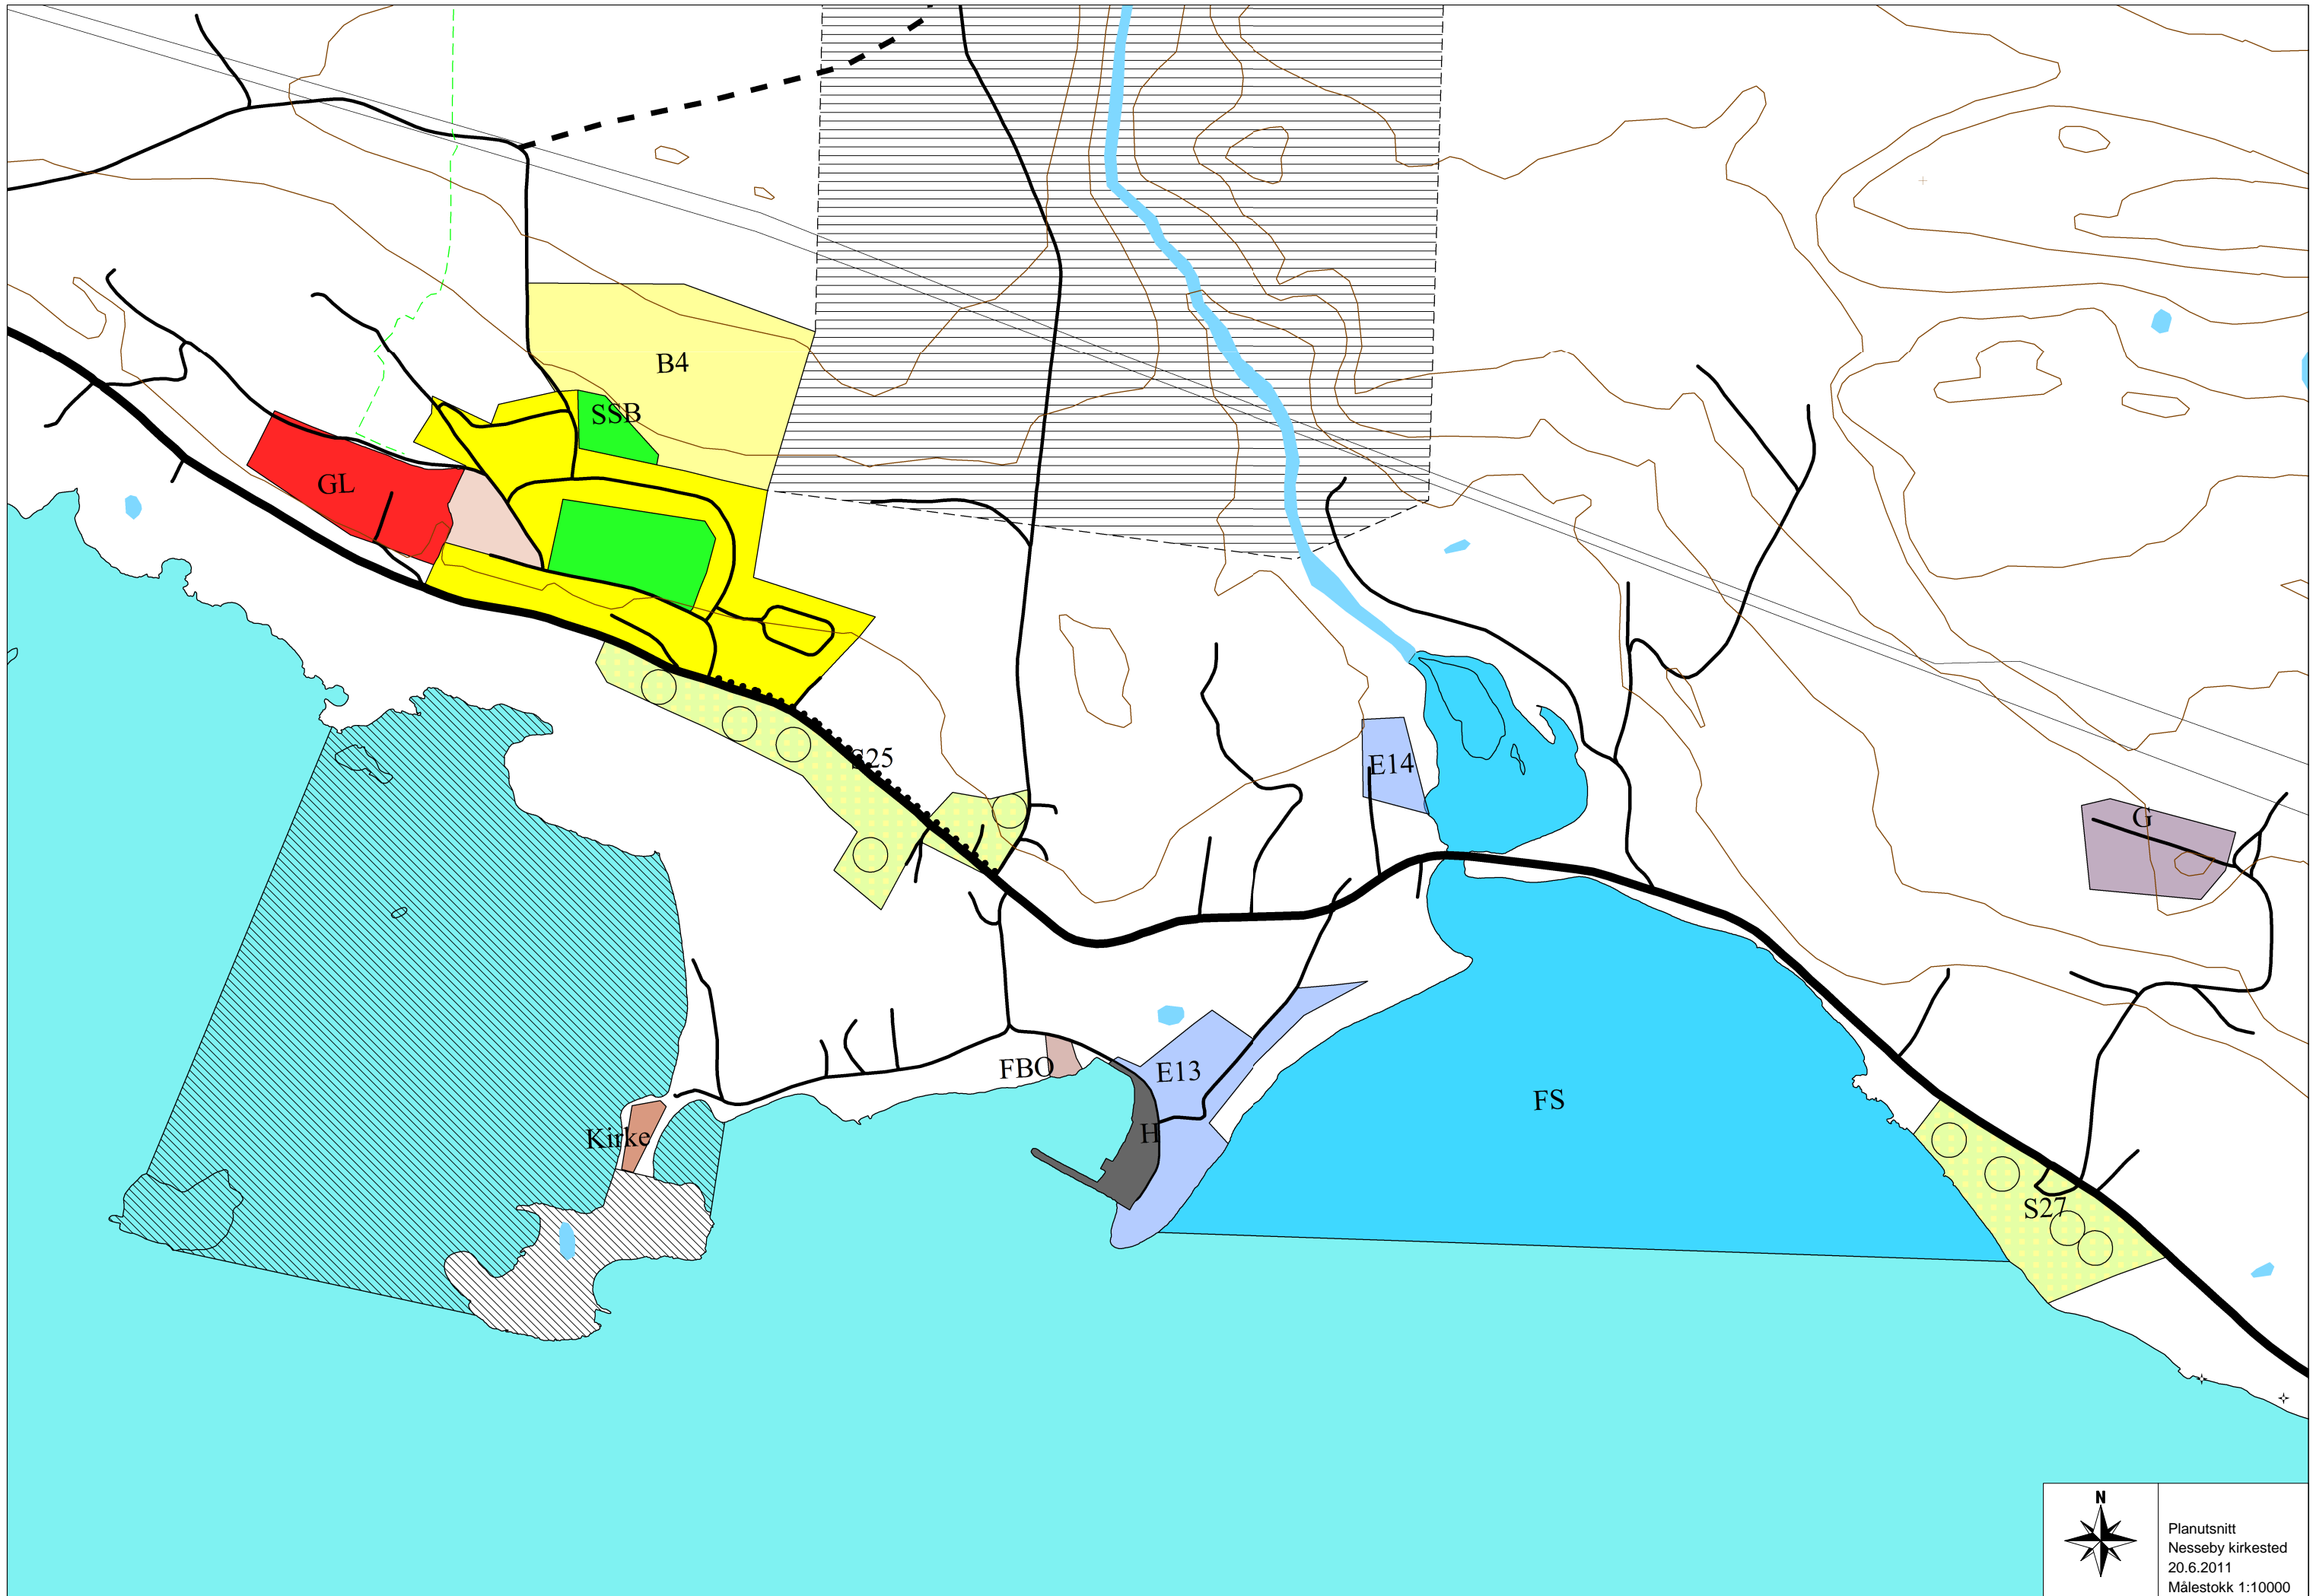 B4
SSB
GL
S25
E14
G
FBO
E13
FS
Kirke
H
S27
N
Planutsnitt
Nesseby kirkested
20.6.2011
Målestokk 1:10000